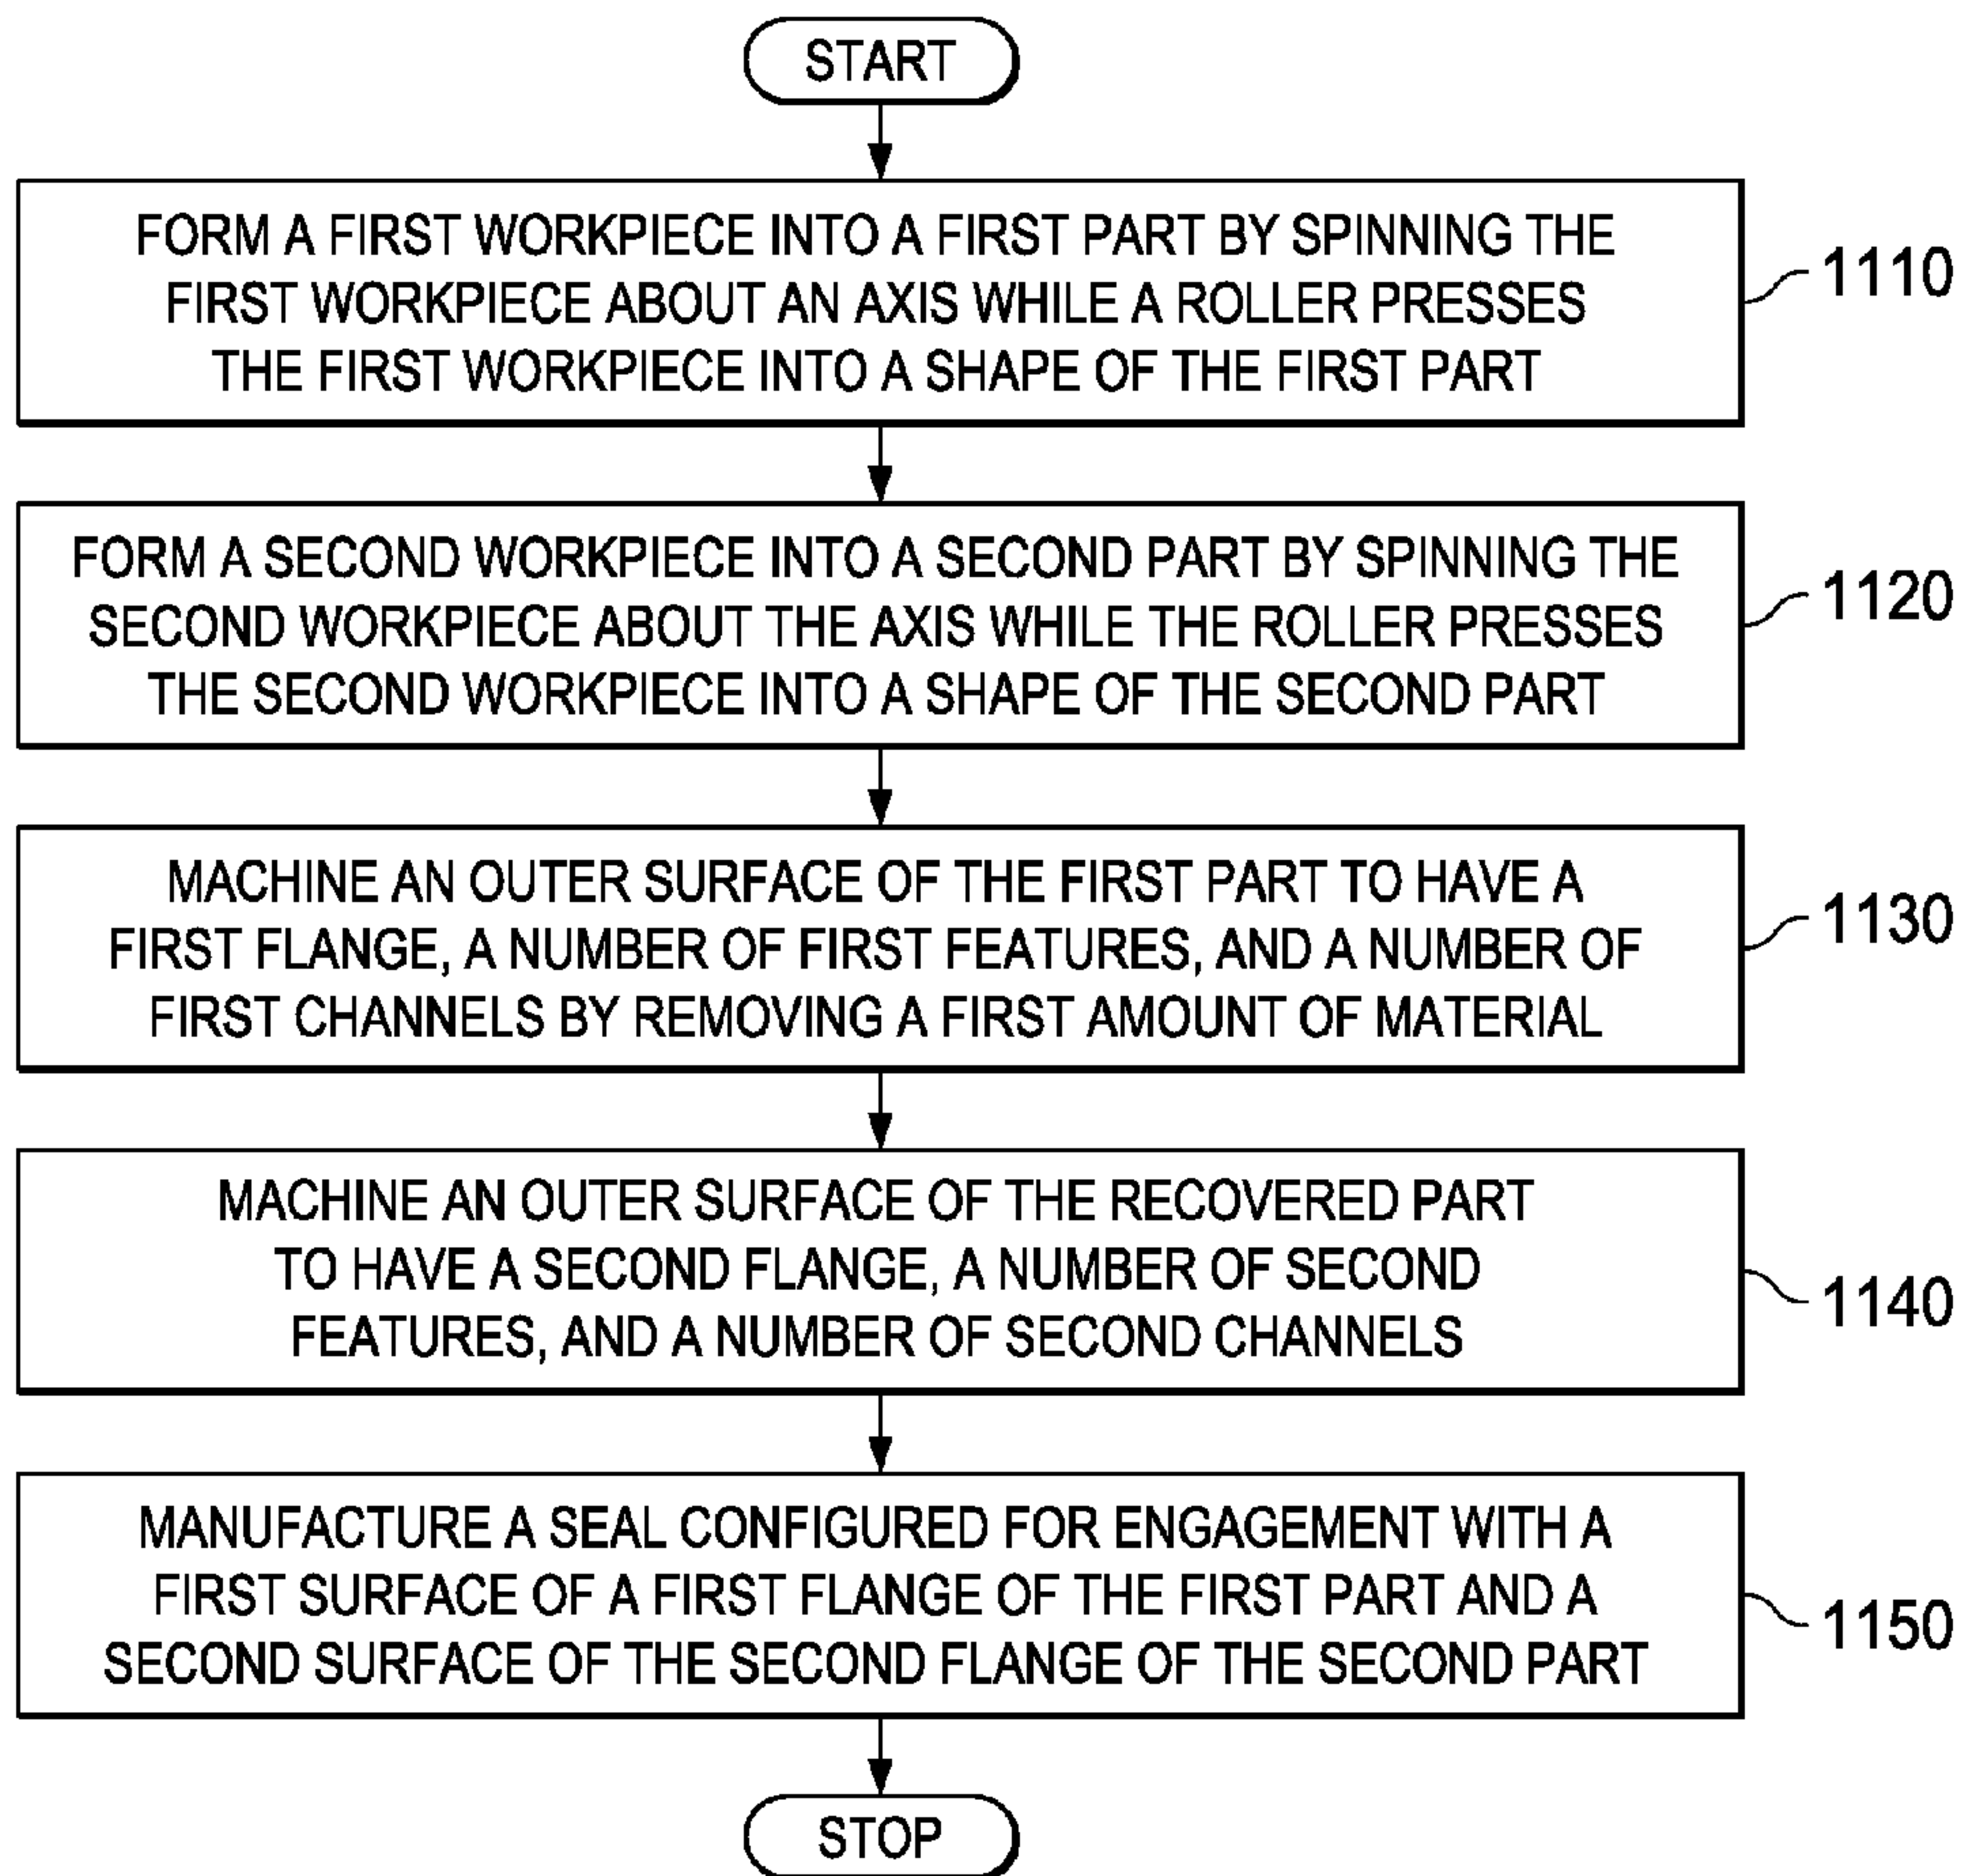 START
FORM A FIRST WORKPIECE INTO A FIRST PART BY SPINNING THE
FIRST WORKPIECE ABOUT AN AXIS WHILE A ROLLER PRESSES
THE FIRST WORKPIECE INTO A SHAPE OF THE FIRST PART
1110
FORM A SECOND WORKPIECE INTO A SECOND PART BY SPINNING THE
SECOND WORKPIECE ABOUT THE AXIS WHILE THE ROLLER PRESSES
THE SECOND WORKPIECE INTO A SHAPE OF THE SECOND PART
1120
MACHINE AN OUTER SURFACE OF THE FIRST PART TO HAVE A
FIRST FLANGE, A NUMBER OF FIRST FEATURES, AND A NUMBER OF
FIRST CHANNELS BY REMOVING A FIRST AMOUNT OF MATERIAL
1130
MACHINE AN OUTER SURFACE OF THE RECOVERED PART
TO HAVE A SECOND FLANGE, A NUMBER OF SECOND
FEATURES, AND A NUMBER OF SECOND CHANNELS
1140
MANUFACTURE A SEAL CONFIGURED FOR ENGAGEMENT WITH A
FIRST SURFACE OF A FIRST FLANGE OF THE FIRST PART AND A
SECOND SURFACE OF THE SECOND FLANGE OF THE SECOND PART
1150
STOP